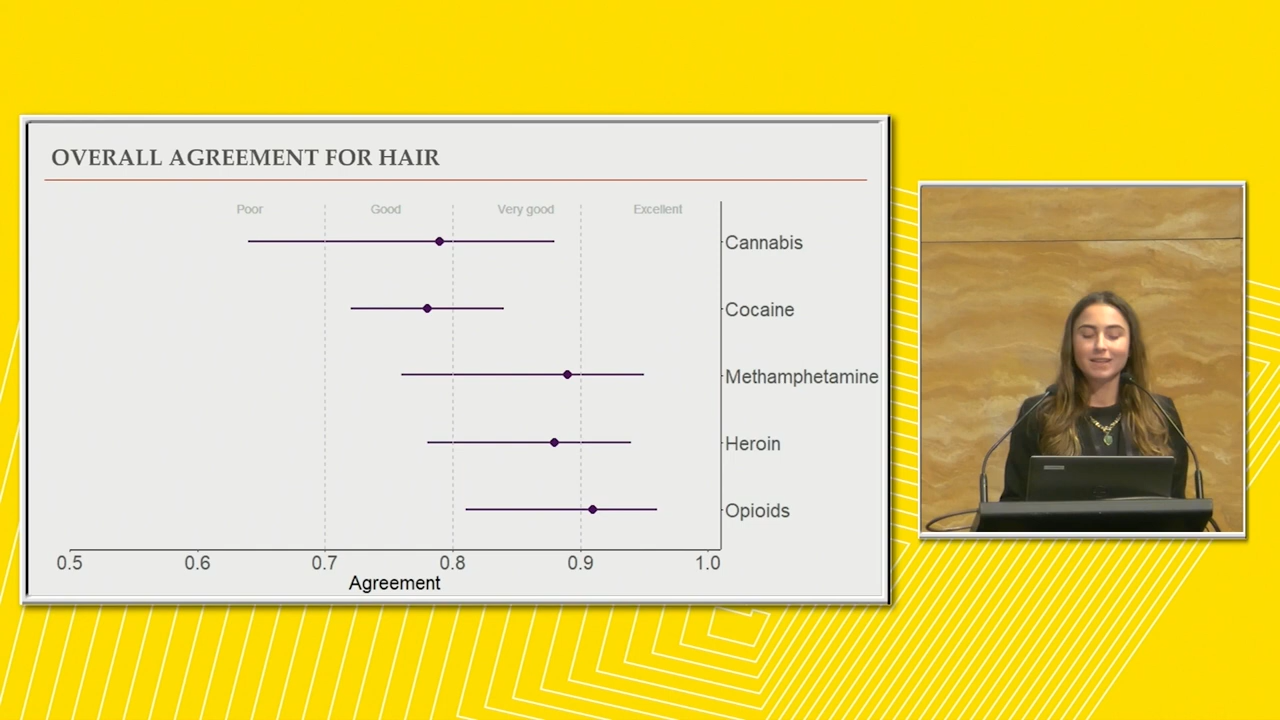 OVERALL AGREEMENT FOR HAIR
Poor Good Very good Excellent
Cannabis
Cocaine
Methamphetamine
Heroin
Opioids
0.5 0.6 0.7 0.8 0.9 1.0
Agreement